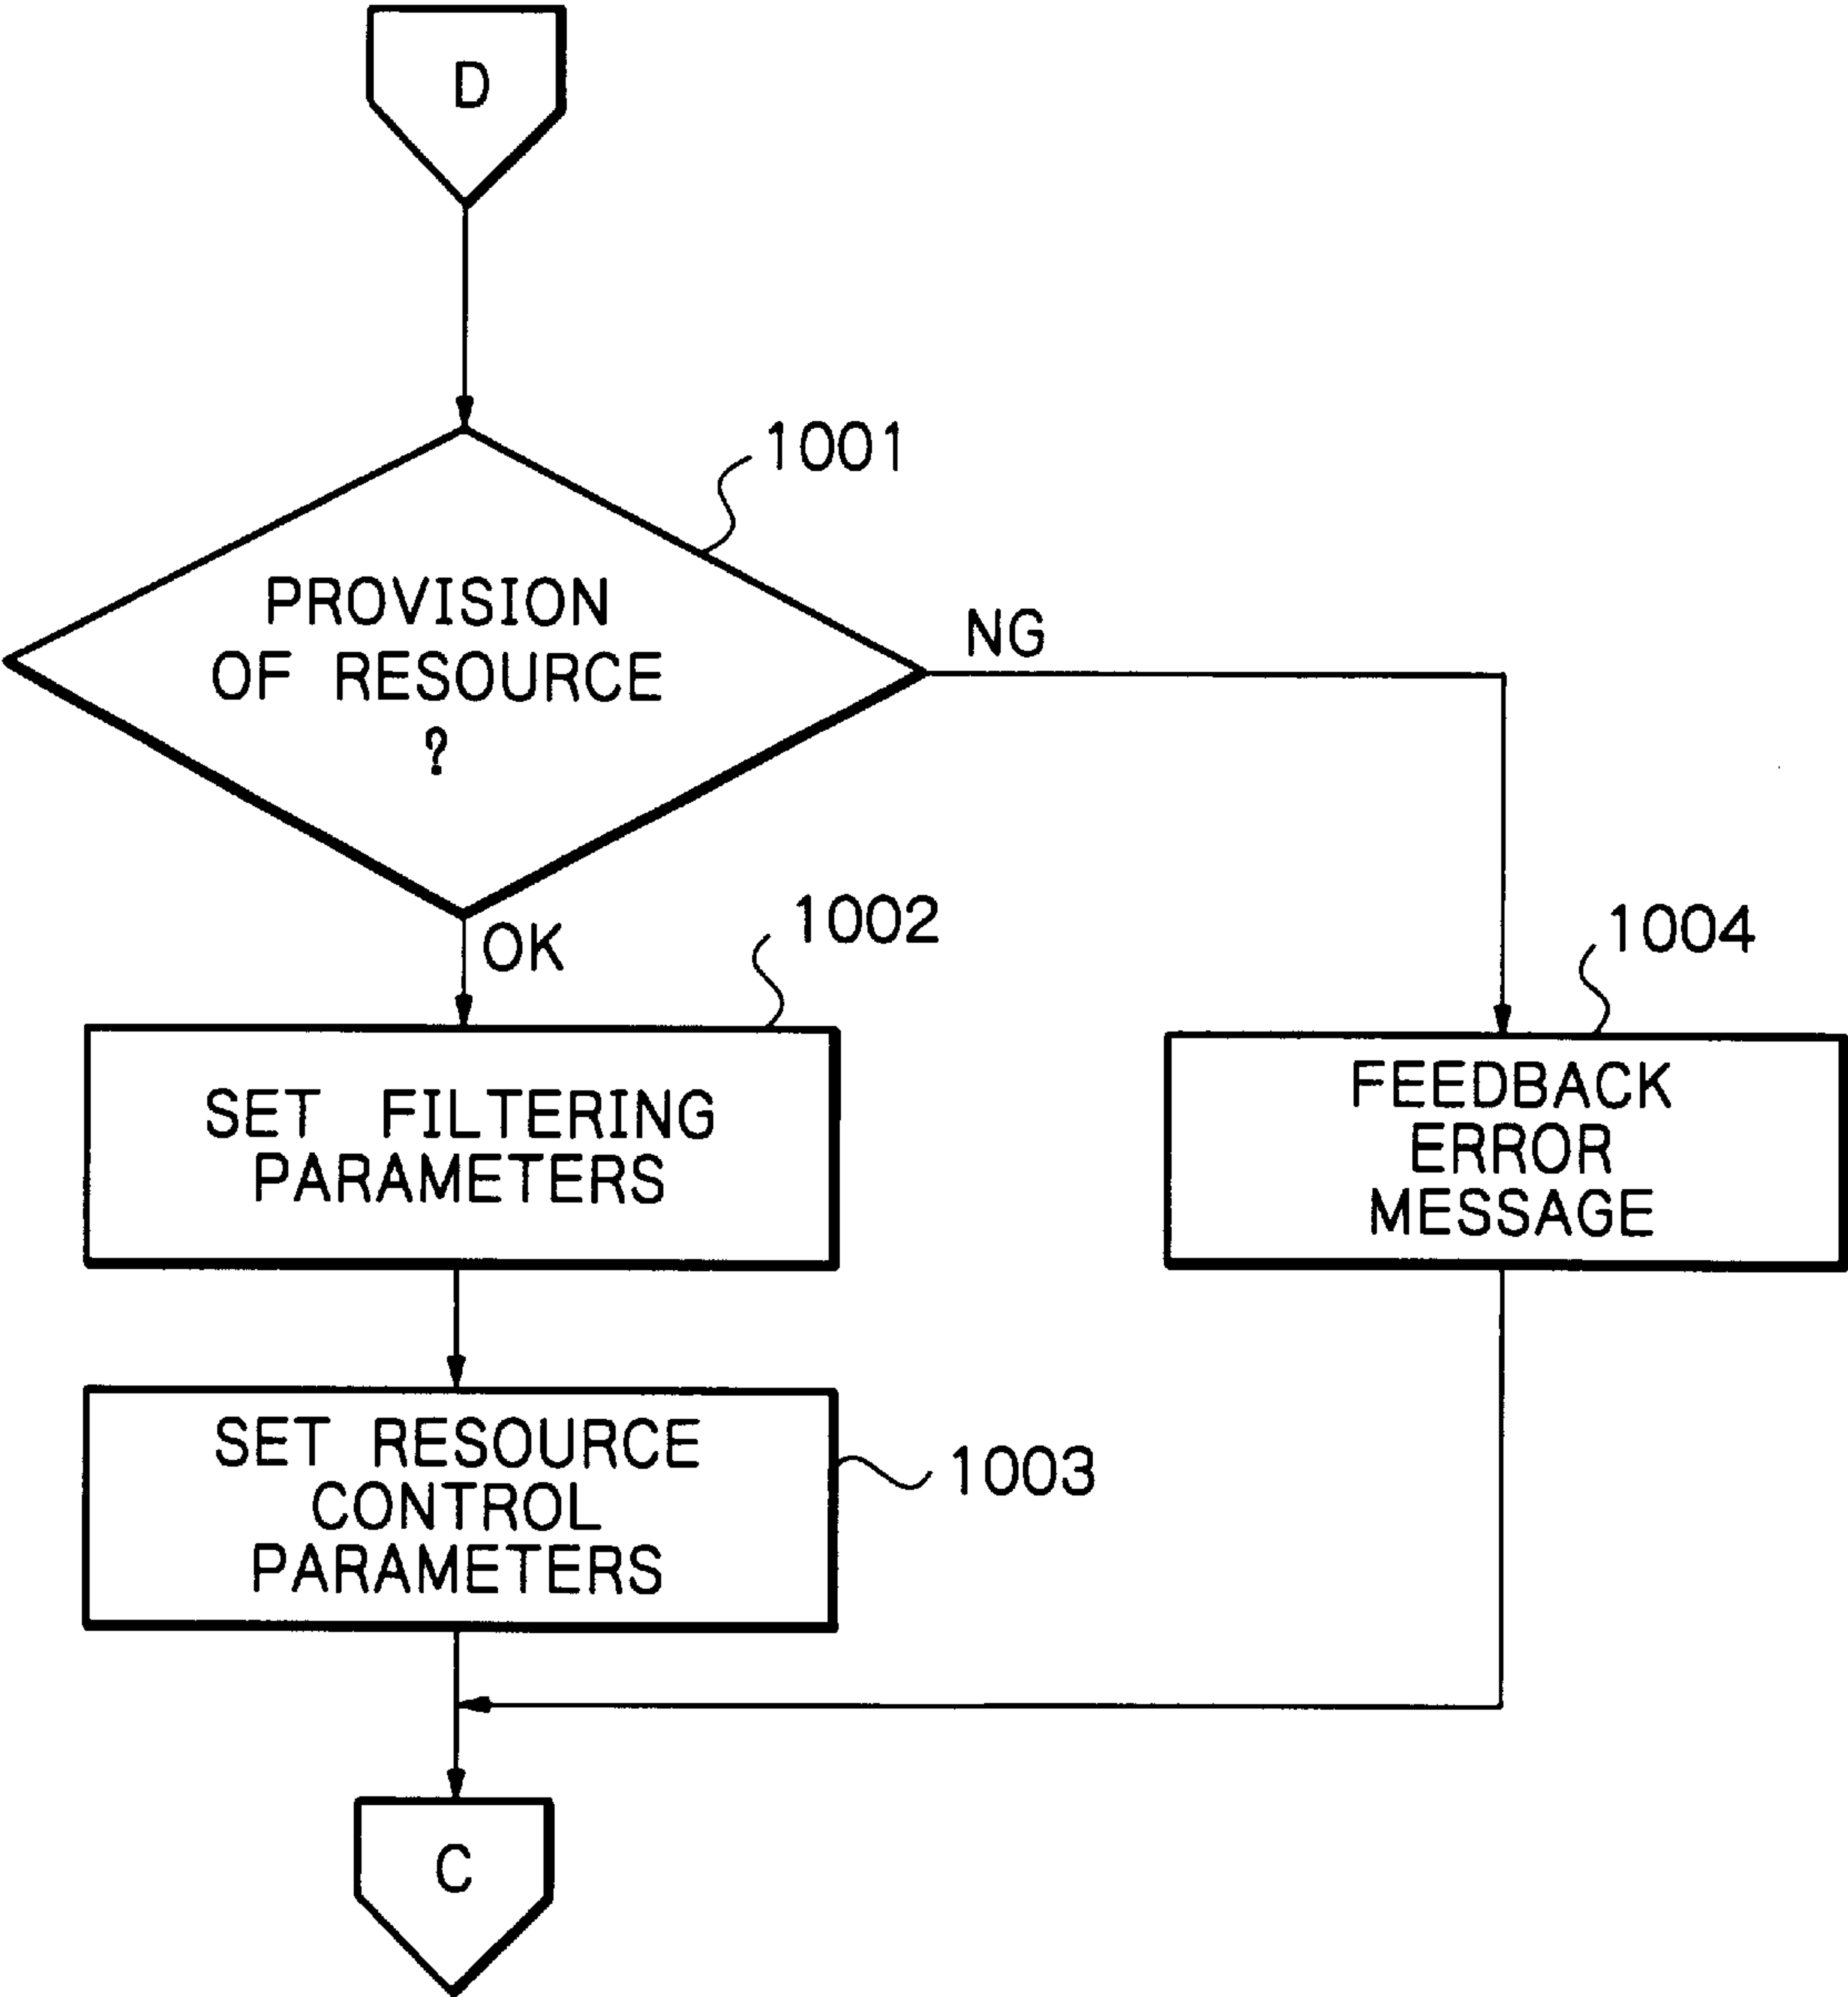 D
1001
PROVISION
OF RESOURCE
?
NG
OK
1002
SET FILTERING
PARAMETERS
1004
FEEDBACK
ERROR
MESSAGE
SET RESOURCE
CONTROL
PARAMETERS
1003
C